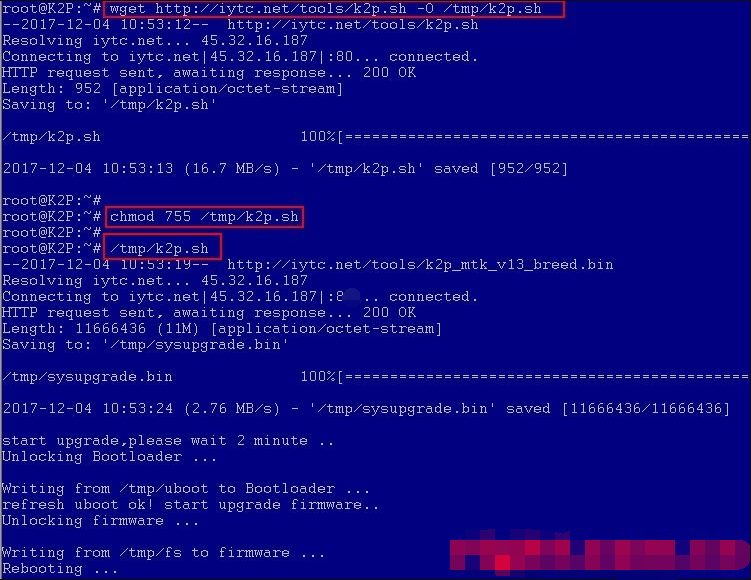 root@K2P:~# wget http://iytc.net/tools/k2p.sh -O /tmp/k2p.sh
--2017-12-04 10:53:12-- http://iytc.net/tools/k2p.sh
Resolving iytc.net... 45.32.16.187
Connecting to iytc.net|45.32.16.187|:80... connected.
HTTP request sent, awaiting response... 200 OK
Length: 952 [application/octet-stream]
Saving to: '/tmp/k2p.sh'
/tmp/k2p.sh 100%[==============================================
2017-12-04 10:53:13 (16.7 MB/s) - '/tmp/k2p.sh' saved [952/952]
root@K2P:~#
root@K2P:~# chmod 755 /tmp/k2p.sh
root@K2P:~#
root@K2P:~# /tmp/k2p.sh
--2017-12-04 10:53:19-- http://iytc.net/tools/k2p_mtk_v13_breed.bin
Resolving iytc.net... 45.32.16.187
Connecting to iytc.net|45.32.16.187|:8 .. connected.
HTTP request sent, awaiting response... 200 OK
Length: 11666436 (11M) [application/octet-stream]
Saving to: '/tmp/sysupgrade.bin'
/tmp/sysupgrade.bin 100%[==============================================
2017-12-04 10:53:24 (2.76 MB/s) - '/tmp/sysupgrade.bin' saved [11666436/11666436]
start upgrade,please wait 2 minute ..
Unlocking Bootloader ...
Writing from /tmp/uboot to Bootloader ...
refresh uboot ok! start upgrade firmware..
Unlocking firmware ...
Writing from /tmp/fs to firmware ...
Rebooting ...